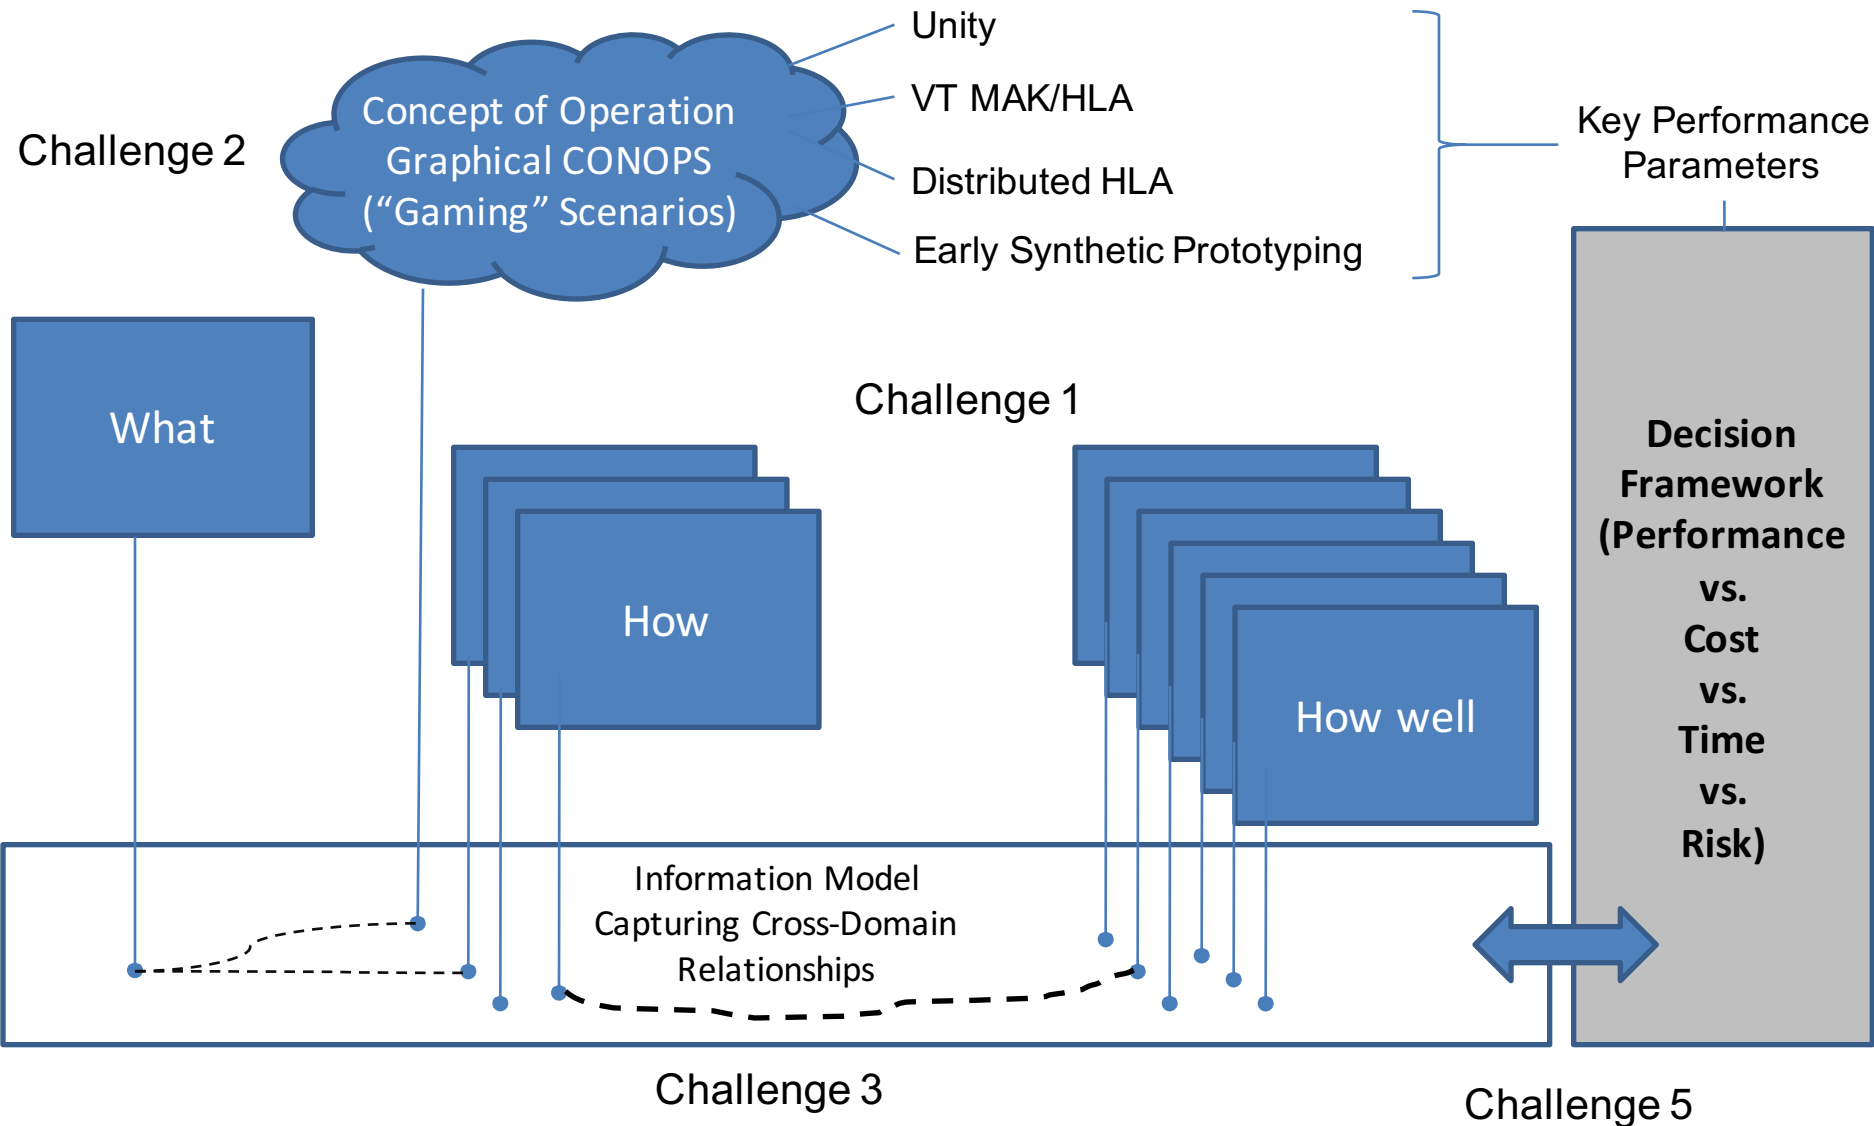 Unity
VT MAK/HLA
Distributed HLA
Early Synthetic Prototyping
Concept of Operation
Graphical CONOPS
(“Gaming” Scenarios)
Challenge 2
Key Performance
Parameters
What
Challenge 1
How
How well
Decision
Framework
(Performance
vs.
Cost
vs.
Time
vs.
Risk)
Information Model
Capturing Cross-Domain
Relationships
Challenge 3
Challenge 5